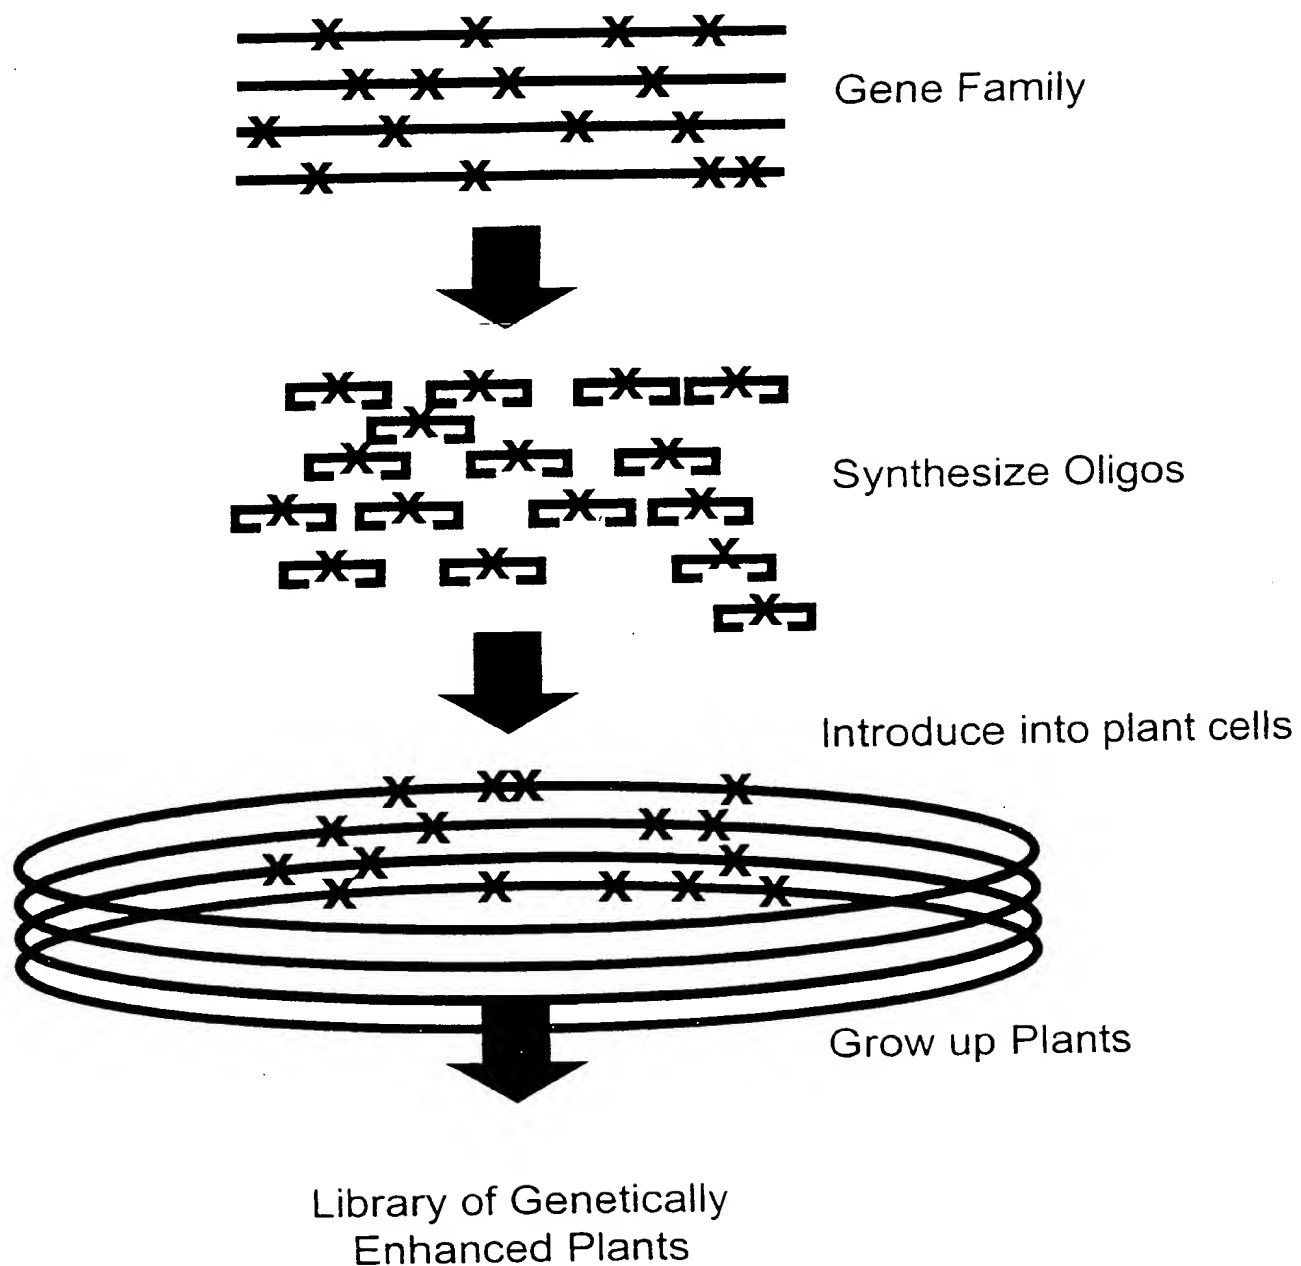 Gene Family
Synthesize Oligos
Introduce into plant cells
Grow up Plants
Library of Genetically
Enhanced Plants